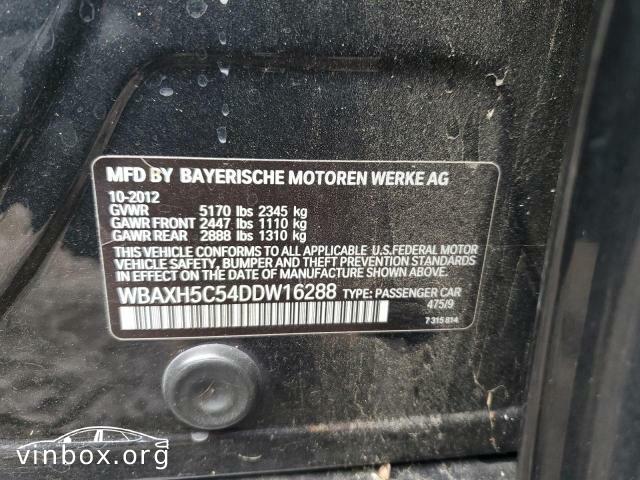 MFD BY BAYERISCHE MOTOREN WERKE AG
10-2012
GVWR 5170 lbs 2345 kg
GAWR FRONT 2447 lbs 1110 kg
GAWR REAR 2888 lbs 1310 kg
THIS VEHICLE CONFORMS TO ALL APPLICABLE U.S.FEDERAL MOTOR
VEHICLE SAFETY, BUMPER AND THEFT PREVENTION STANDARDS
IN EFFECT ON THE DATE OF MANUFACTURE SHOWN ABOVE.
WBAXH5C54DDW16288 TYPE: PASSENGER CAR
475/9
7 315 814
vinbox.org